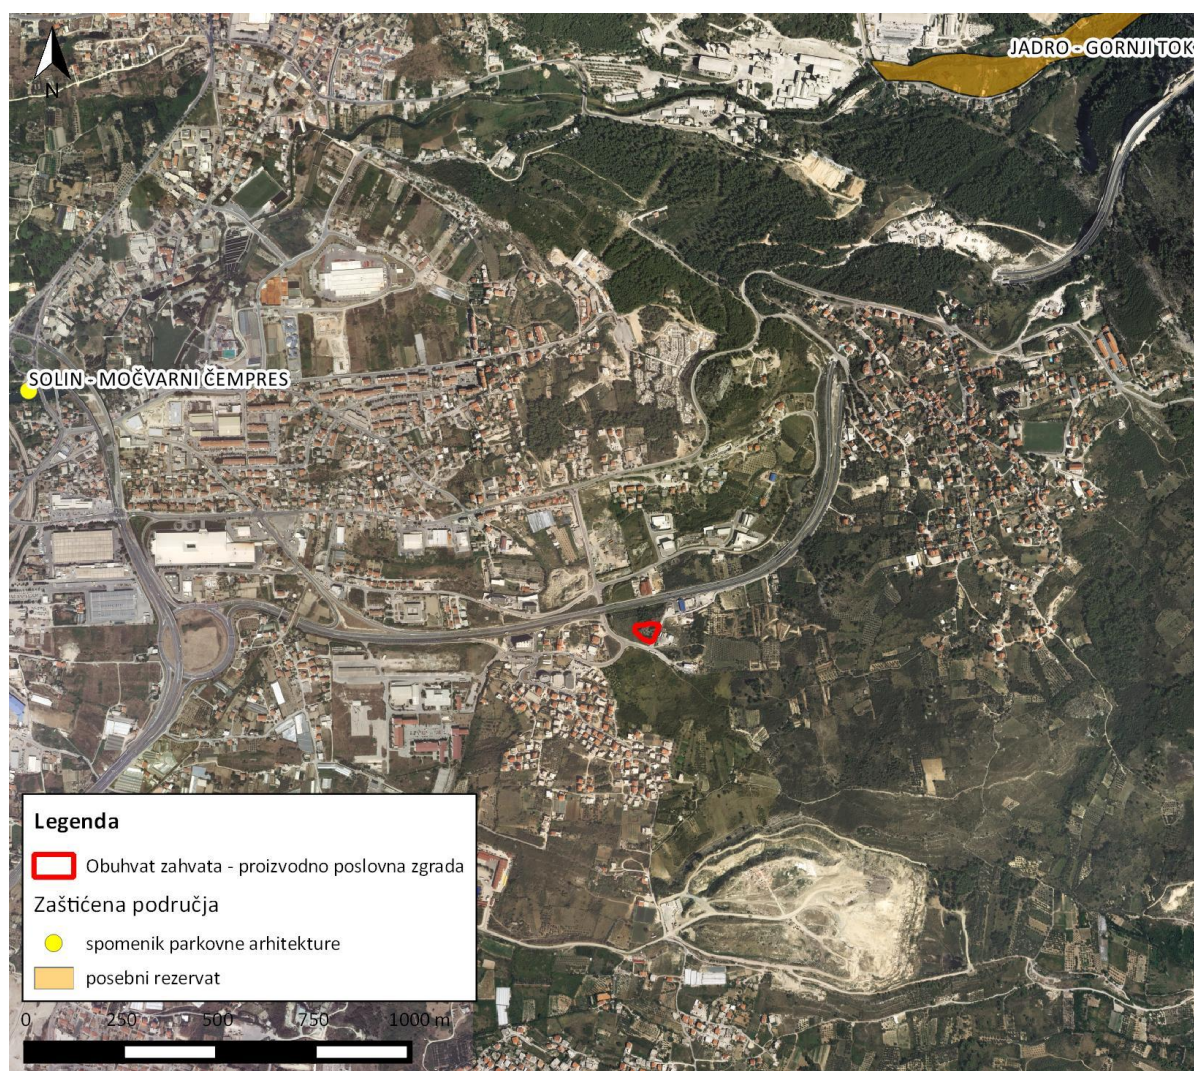 N
JADRO - GORNJI TOK
SOLIN - MOČVARNI ČEMPRES
Legenda
Obuhvat zahvata - proizvodno poslovna zgrada
Zaštićena područja
spomenik parkovne arhitekture
posebni rezervat
0 250 500 750 1000 m